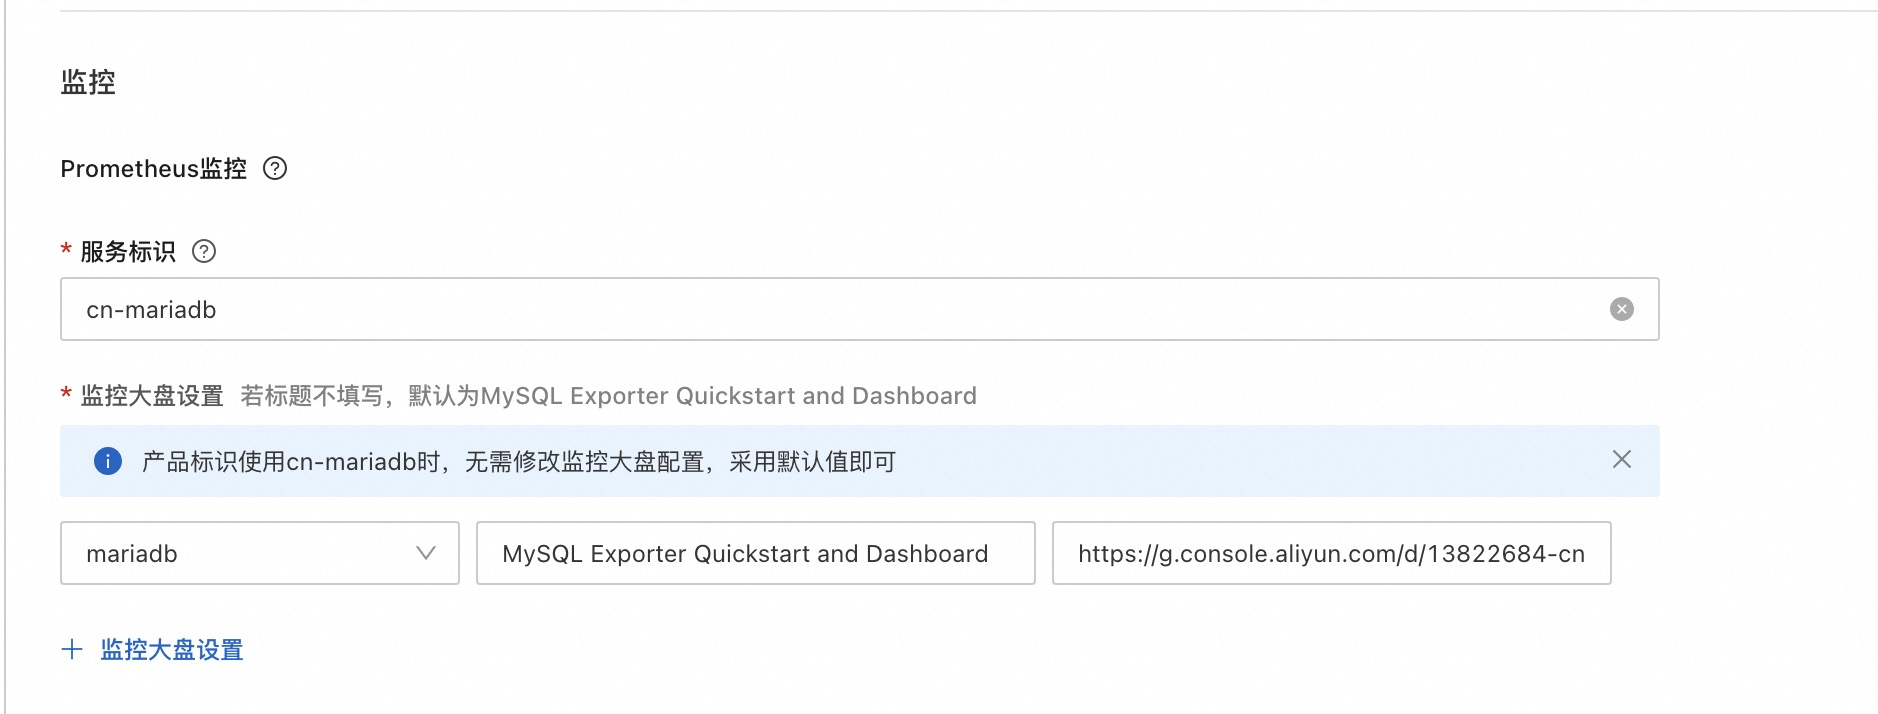 监控
Prometheus监控
* 服务标识
cn-mariadb
* 监控大盘设置 若标题不填写，默认为MySQL Exporter Quickstart and Dashboard
产品标识使用cn-mariadb时，无需修改监控大盘配置，采用默认值即可
mariadb MySQL Exporter Quickstart and Dashboard https://g.console.aliyun.com/d/13822684-cn
+ 监控大盘设置